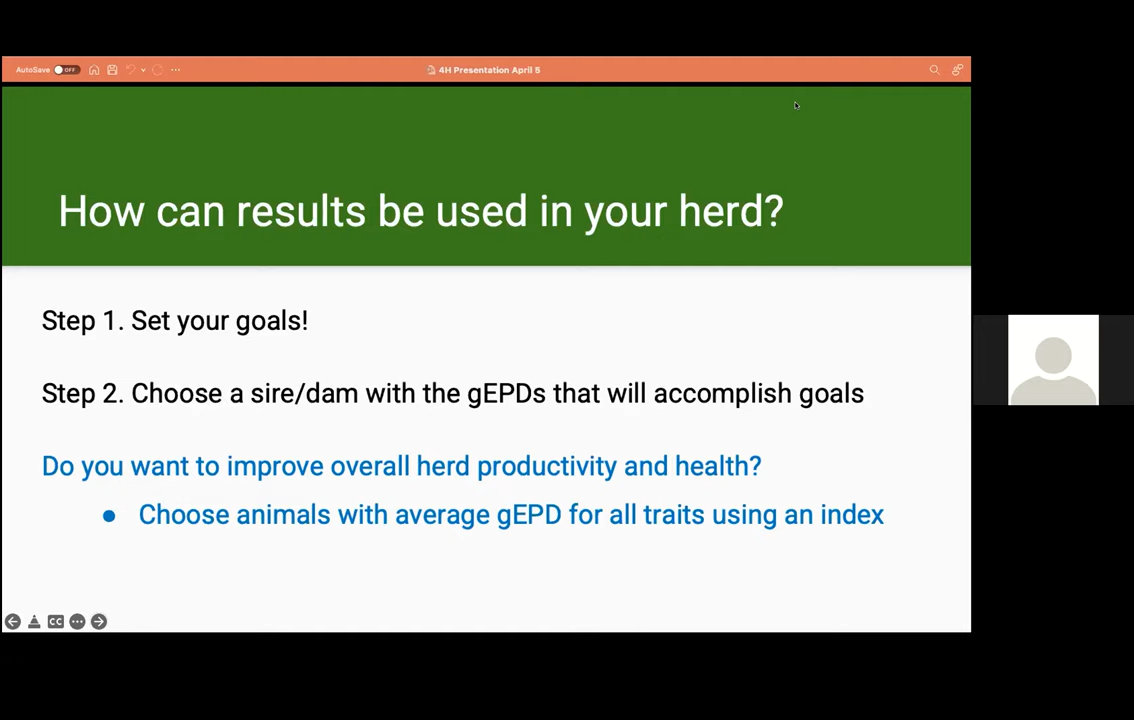 AutoSave OFF
4H Presentation April 5
How can results be used in your herd?
Step 1. Set your goals!
Step 2. Choose a sire/dam with the gEPDs that will accomplish goals
Do you want to improve overall herd productivity and health?
● Choose animals with average gEPD for all traits using an index
CC